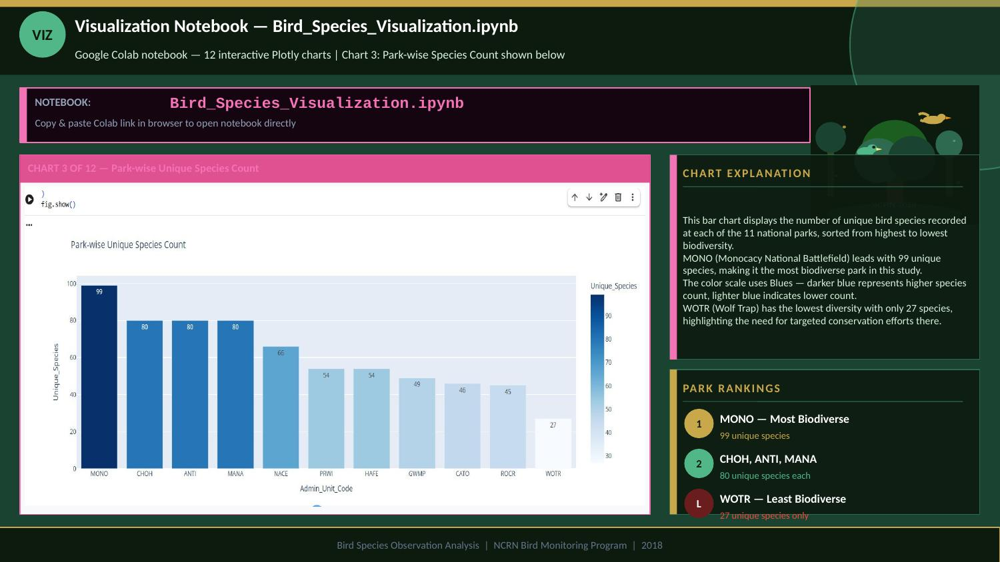 VIZ
Visualization Notebook — Bird_Species_Visualization.ipynb
Google Colab notebook — 12 interactive Plotly charts | Chart 3: Park-wise Species Count shown below
NOTEBOOK: Bird_Species_Visualization.ipynb
Copy & paste Colab link in browser to open notebook directly
CHART 3 OF 12 — Park-wise Unique Species Count
)
fig.show()
...
Park-wise Unique Species Count
Unique_Species
100
80
60
40
20
0
99
80
80
80
66
54
54
49
46
45
27
MONO CHOH ANTI MANA NACE PRWI HAFE GWMP CATO ROCR WOTR
Admin_Unit_Code
Unique_Species
90
80
70
60
50
40
30
CHART EXPLANATION
This bar chart displays the number of unique bird species recorded
at each of the 11 national parks, sorted from highest to lowest
biodiversity.
MONO (Monocacy National Battlefield) leads with 99 unique
species, making it the most biodiverse park in this study.
The color scale uses Blues — darker blue represents higher species
count, lighter blue indicates lower count.
WOTR (Wolf Trap) has the lowest diversity with only 27 species,
highlighting the need for targeted conservation efforts there.
PARK RANKINGS
1 MONO — Most Biodiverse
99 unique species
2 CHOH, ANTI, MANA
80 unique species each
L WOTR — Least Biodiverse
27 unique species only
Bird Species Observation Analysis | NCRN Bird Monitoring Program | 2018